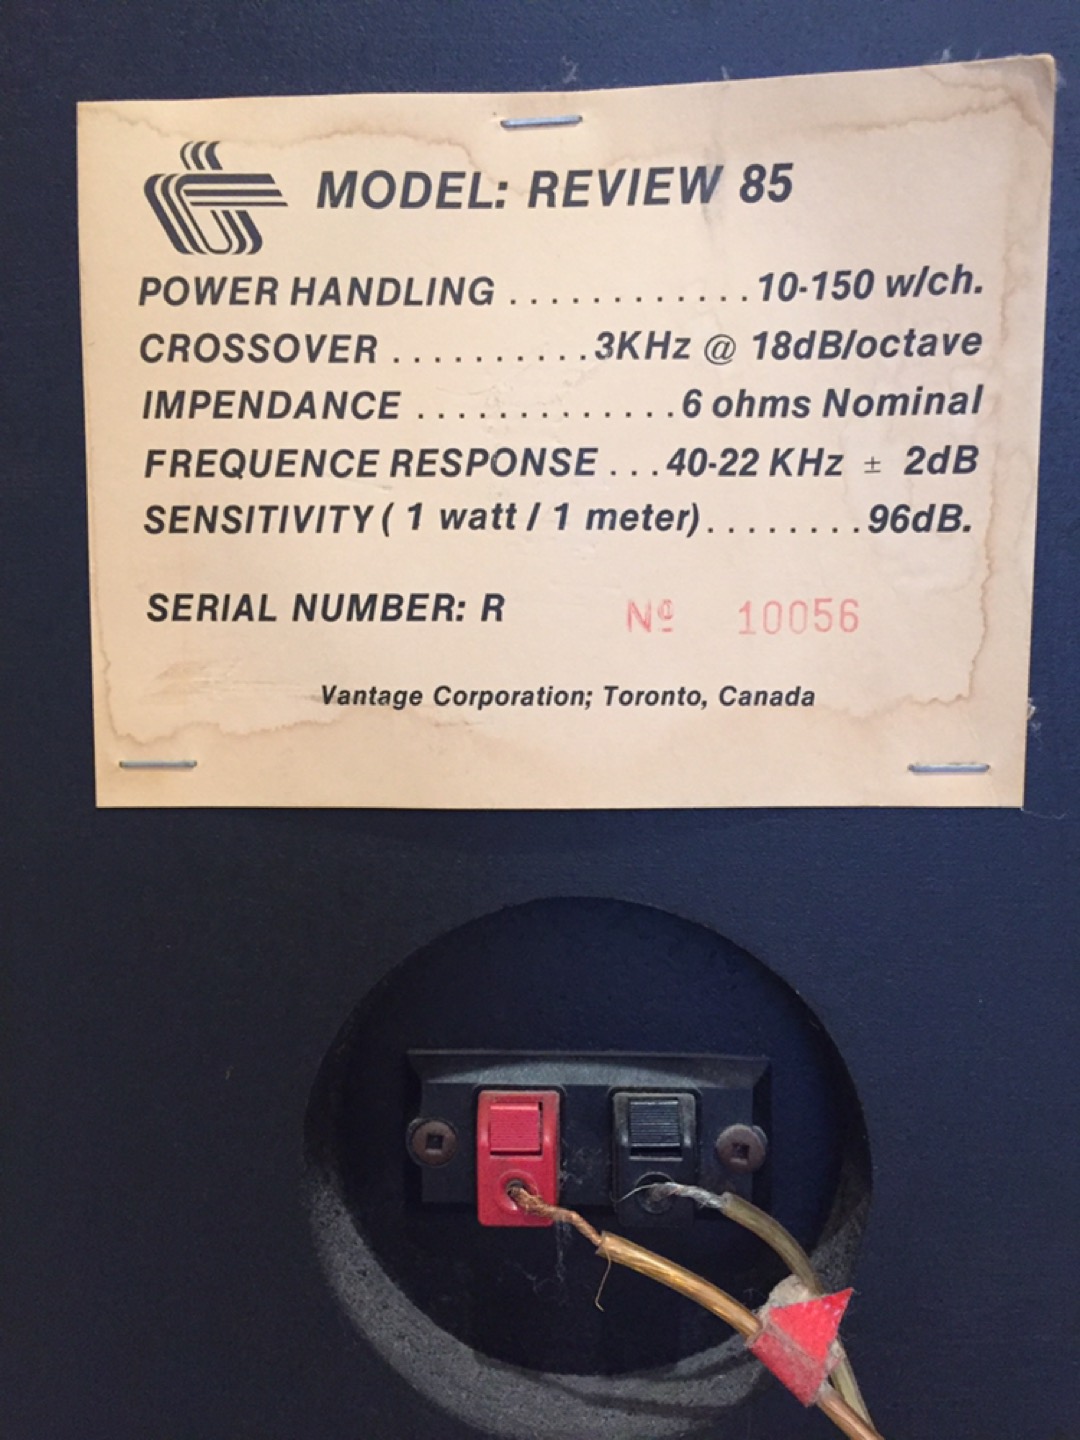 MODEL: REVIEW 85
POWER HANDLING ............ 10-150 w/ch.
CROSSOVER .......... 3KHz @ 18dB/octave
IMPENDANCE ............. 6 ohms Nominal
FREQUENCE RESPONSE ... 40-22 KHz ± 2dB
SENSITIVITY ( 1 watt / 1 meter) ........ 96dB.
SERIAL NUMBER: R Nº 10056
Vantage Corporation; Toronto, Canada